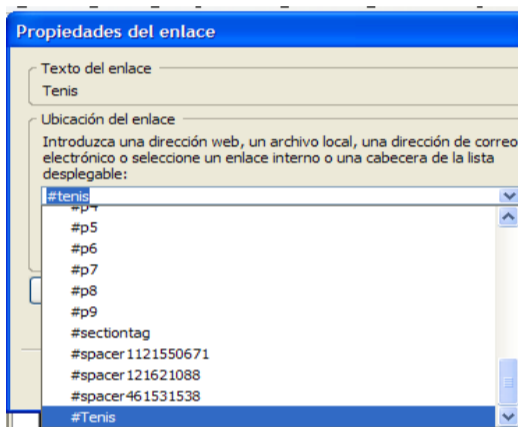 Propiedades del enlace
Texto del enlace
Tenis
Ubicación del enlace
Introduzca una dirección web, un archivo local, una dirección de correo
electrónico o seleccione un enlace interno o una cabecera de la lista
desplegable:
#tenis
#p4
#p5
#p6
#p7
#p8
#p9
#sectiontag
#spacer1121550671
#spacer121621088
#spacer461531538
#Tenis